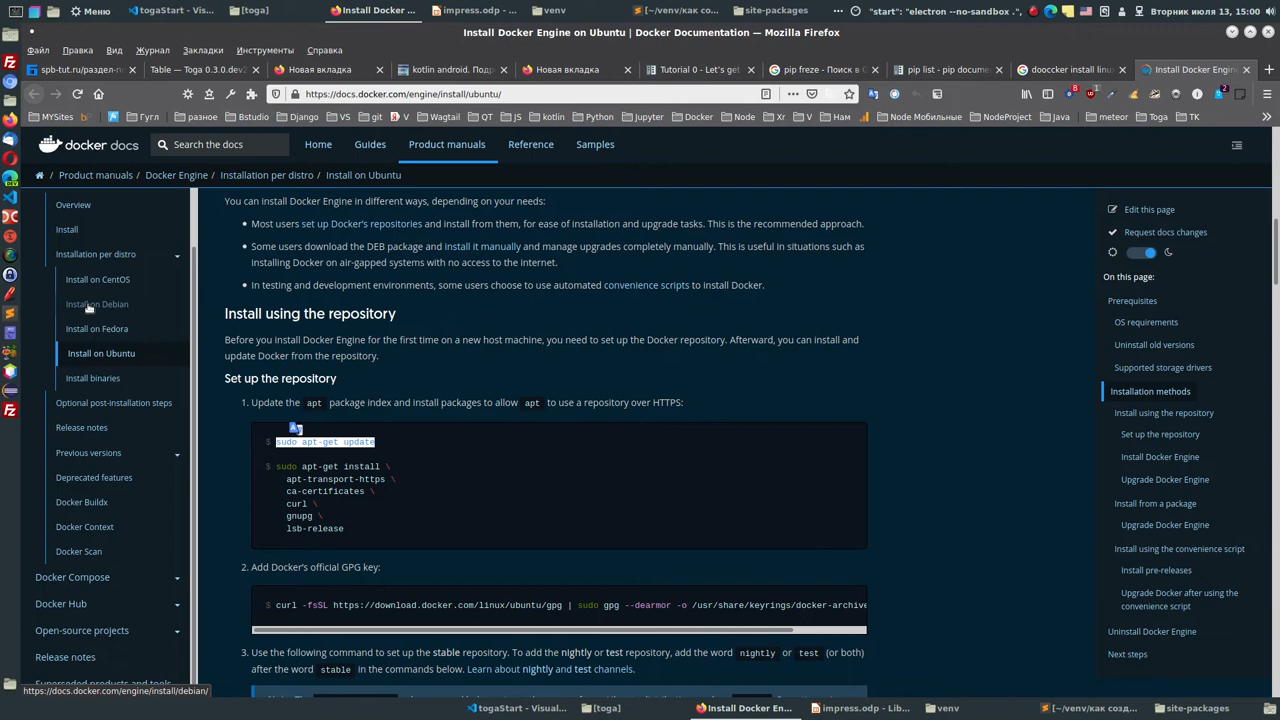 Меню
togaStart - Visu...
[toga]
Install Docker ...
impress.odp - ...
venv
[~/venv/как со...
site-packages
"start": "electron --no-sandbox .",
Вторник июля 13, 15:00
Install Docker Engine on Ubuntu | Docker Documentation — Mozilla Firefox
Файл
Правка
Вид
Журнал
Закладки
Инструменты
Справка
spb-tut.ru/раздел-п
Table — Toga 0.3.0.dev2
Новая вкладка
kotlin android. Подр
Новая вкладка
Tutorial 0 - Let's get
pip freze - Поиск в G
pip list - pip docume
dooccker install linux
Install Docker Engin
https://docs.docker.com/engine/install/ubuntu/
MYSites
Гугл
разное
Bstudio
Django
VS
git
V
Wagtail
QT
JS
kotlin
Python
Jupyter
Docker
Node
V
Нам
Node Мобильные
NodeProject
Java
meteor
Toga
TK
docker docs
Search the docs
Home
Guides
Product manuals
Reference
Samples
Product manuals / Docker Engine / Installation per distro / Install on Ubuntu
Overview
Install
Installation per distro
Install on CentOS
Install on Debian
Install on Fedora
Install on Ubuntu
Install binaries
Optional post-installation steps
Release notes
Previous versions
Deprecated features
Docker Buildx
Docker Context
Docker Scan
Docker Compose
Docker Hub
Open-source projects
Release notes
Superseded products
https://docs.docker.com/engine/install/debian/
You can install Docker Engine in different ways, depending on your needs:
Most users set up Docker's repositories and install from them, for ease of installation and upgrade tasks. This is the recommended approach.
Some users download the DEB package and install it manually and manage upgrades completely manually. This is useful in situations such as
installing Docker on air-gapped systems with no access to the internet.
In testing and development environments, some users choose to use automated convenience scripts to install Docker.
Install using the repository
Before you install Docker Engine for the first time on a new host machine, you need to set up the Docker repository. Afterward, you can install and
update Docker from the repository.
Set up the repository
1. Update the apt package index and install packages to allow apt to use a repository over HTTPS:
$ sudo apt-get update
$ sudo apt-get install \
apt-transport-https \
ca-certificates \
curl \
gnupg \
lsb-release
2. Add Docker's official GPG key:
$ curl -fsSL https://download.docker.com/linux/ubuntu/gpg | sudo gpg --dearmor -o /usr/share/keyrings/docker-archive
3. Use the following command to set up the stable repository. To add the nightly or test repository, add the word nightly or test (or both)
after the word stable in the commands below. Learn about nightly and test channels.
Edit this page
Request docs changes
On this page:
Prerequisites
OS requirements
Uninstall old versions
Supported storage drivers
Installation methods
Install using the repository
Set up the repository
Install Docker Engine
Upgrade Docker Engine
Install from a package
Upgrade Docker Engine
Install using the convenience script
Install pre-releases
Upgrade Docker after using the
convenience script
Uninstall Docker Engine
Next steps
togaStart - Visual...
[toga]
Install Docker En...
impress.odp - Lib...
venv
[~/venv/как созд...
site-packages